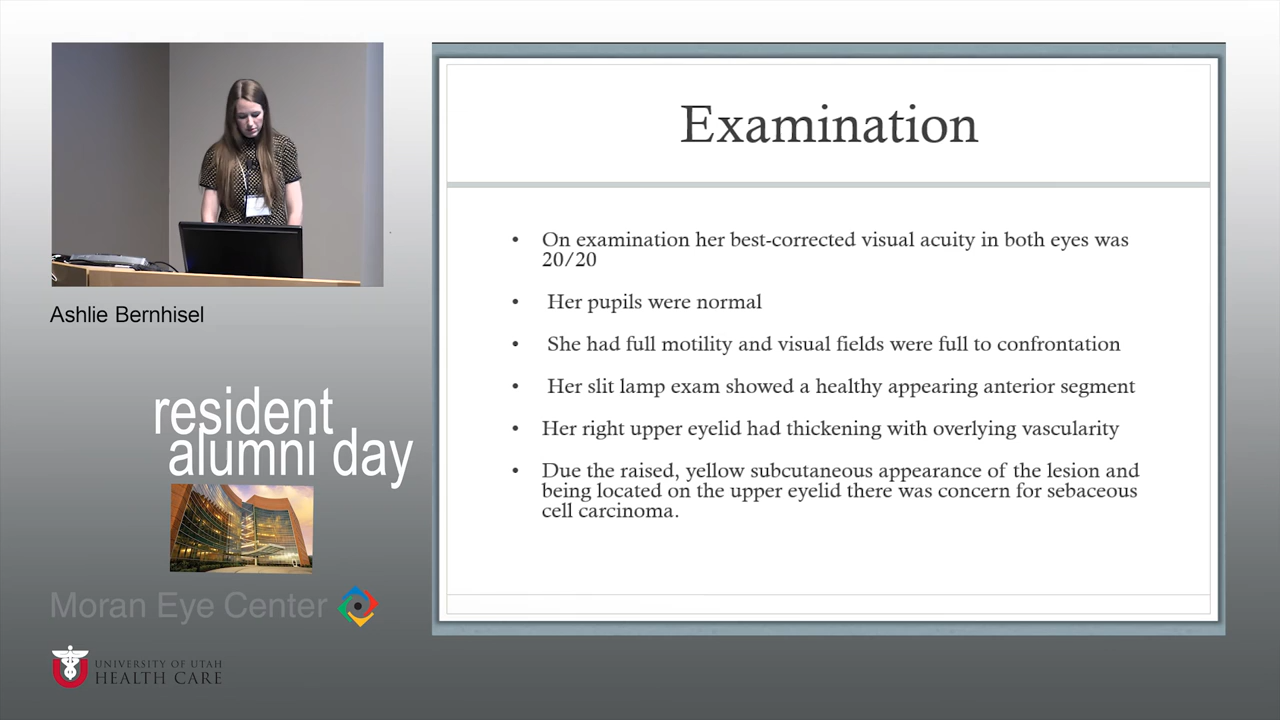 Examination
• On examination her best-corrected visual acuity in both eyes was
20/20
• Her pupils were normal
• She had full motility and visual fields were full to confrontation
• Her slit lamp exam showed a healthy appearing anterior segment
• Her right upper eyelid had thickening with overlying vascularity
• Due the raised, yellow subcutaneous appearance of the lesion and
being located on the upper eyelid there was concern for sebaceous
cell carcinoma.
Ashlie Bernhisel
resident
alumni day
Moran Eye Center
UNIVERSITY OF UTAH
HEALTH CARE